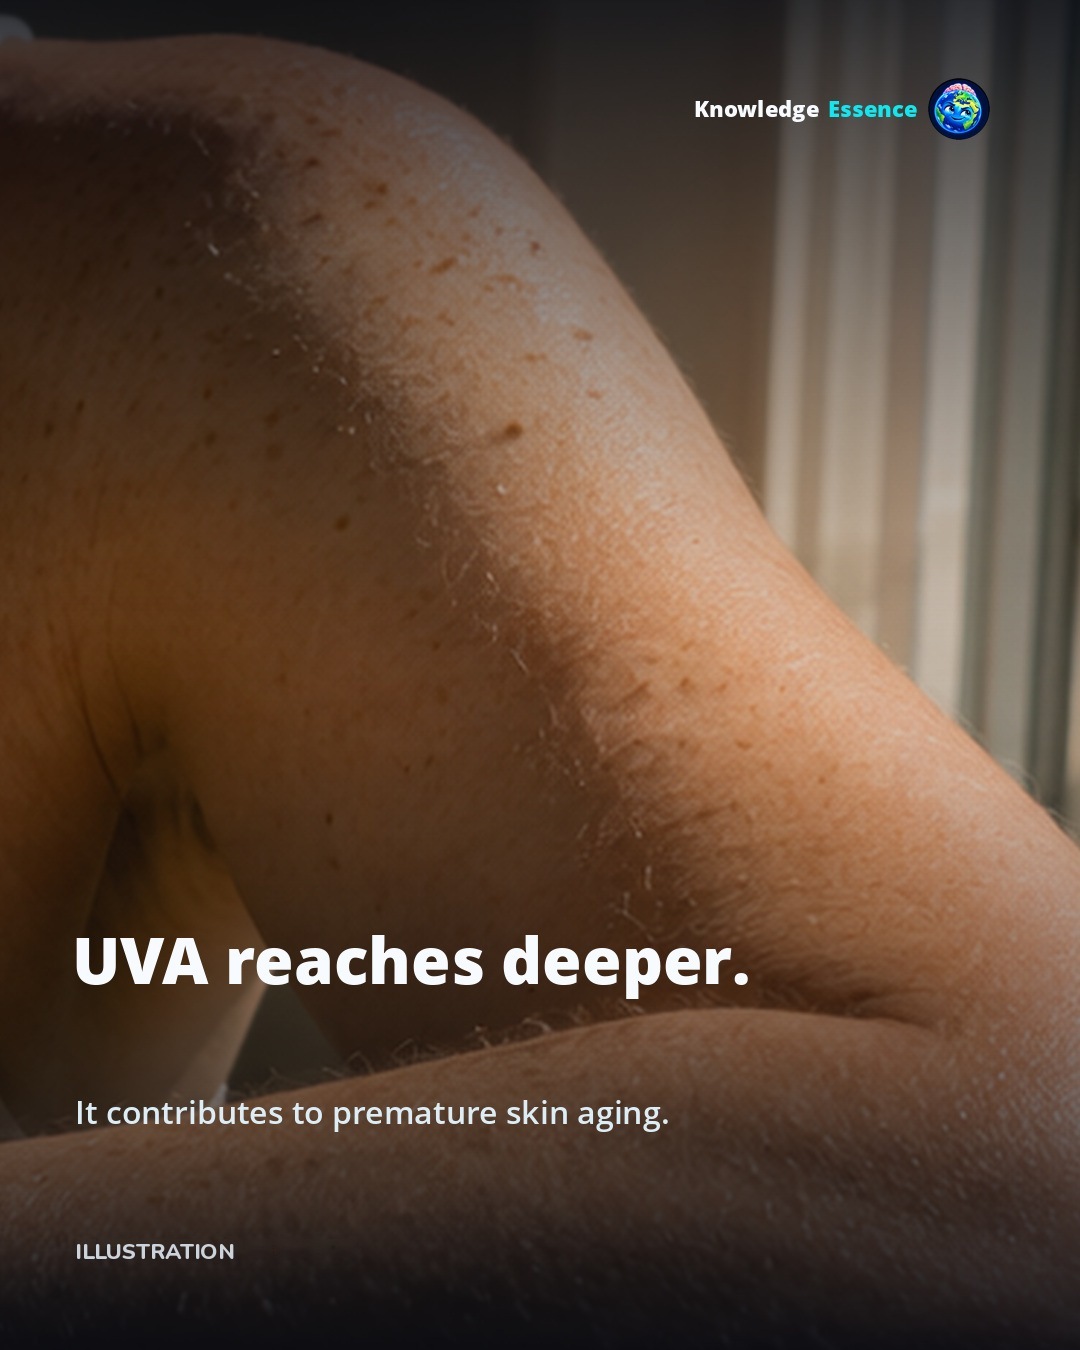 Knowledge Essence
UVA reaches deeper.
It contributes to premature skin aging.
ILLUSTRATION